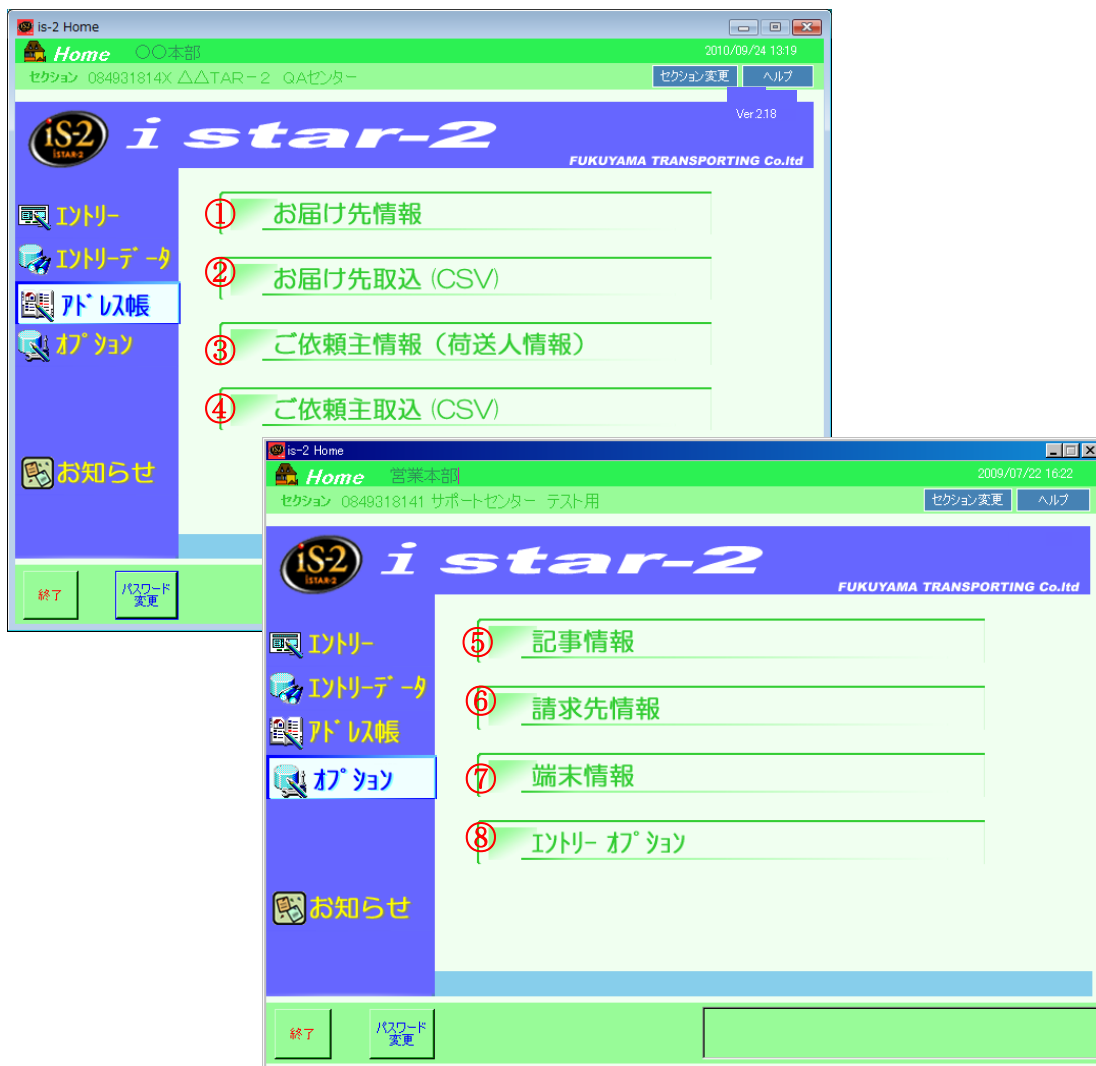 is-2 Home
Home 〇〇本部 2010/09/24 13:19
セクション 084931814X △△TAR-2 QAセンター セクション変更 ヘルプ
Ver.2.18
iS-2
iSTAR-2
i star-2
FUKUYAMA TRANSPORTING Co.ltd
エントリー
エントリーデータ
アドレス帳
オプション
お知らせ
① お届け先情報
② お届け先取込 (CSV)
③ ご依頼主情報（荷送人情報）
④ ご依頼主取込 (CSV)
終了
パスワード
変更
is-2 Home
Home 営業本部 2009/07/22 16:22
セクション 0849318141 サポートセンター テスト用 セクション変更 ヘルプ
iS-2
iSTAR-2
i star-2
FUKUYAMA TRANSPORTING Co.ltd
エントリー
エントリーデータ
アドレス帳
オプション
お知らせ
⑤ 記事情報
⑥ 請求先情報
⑦ 端末情報
⑧ エントリー オプション
終了
パスワード
変更